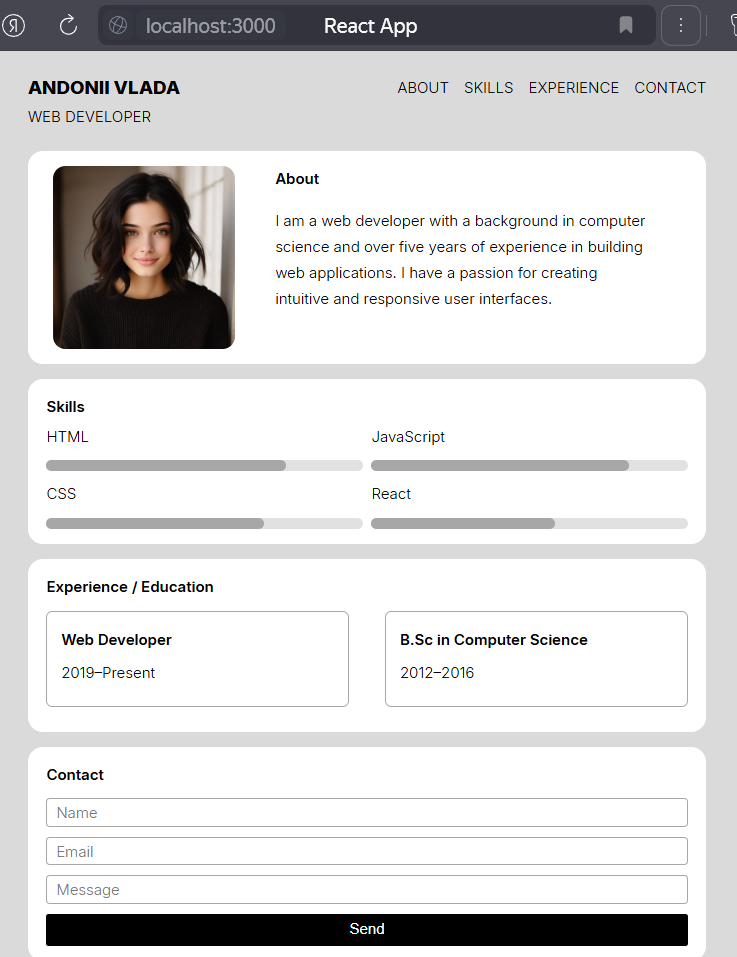 Я localhost:3000 React App
ANDONII VLADA
ABOUT SKILLS EXPERIENCE CONTACT
WEB DEVELOPER
About
I am a web developer with a background in computer
science and over five years of experience in building
web applications. I have a passion for creating
intuitive and responsive user interfaces.
Skills
HTML JavaScript
CSS React
Experience / Education
Web Developer
2019–Present
B.Sc in Computer Science
2012–2016
Contact
Name
Email
Message
Send